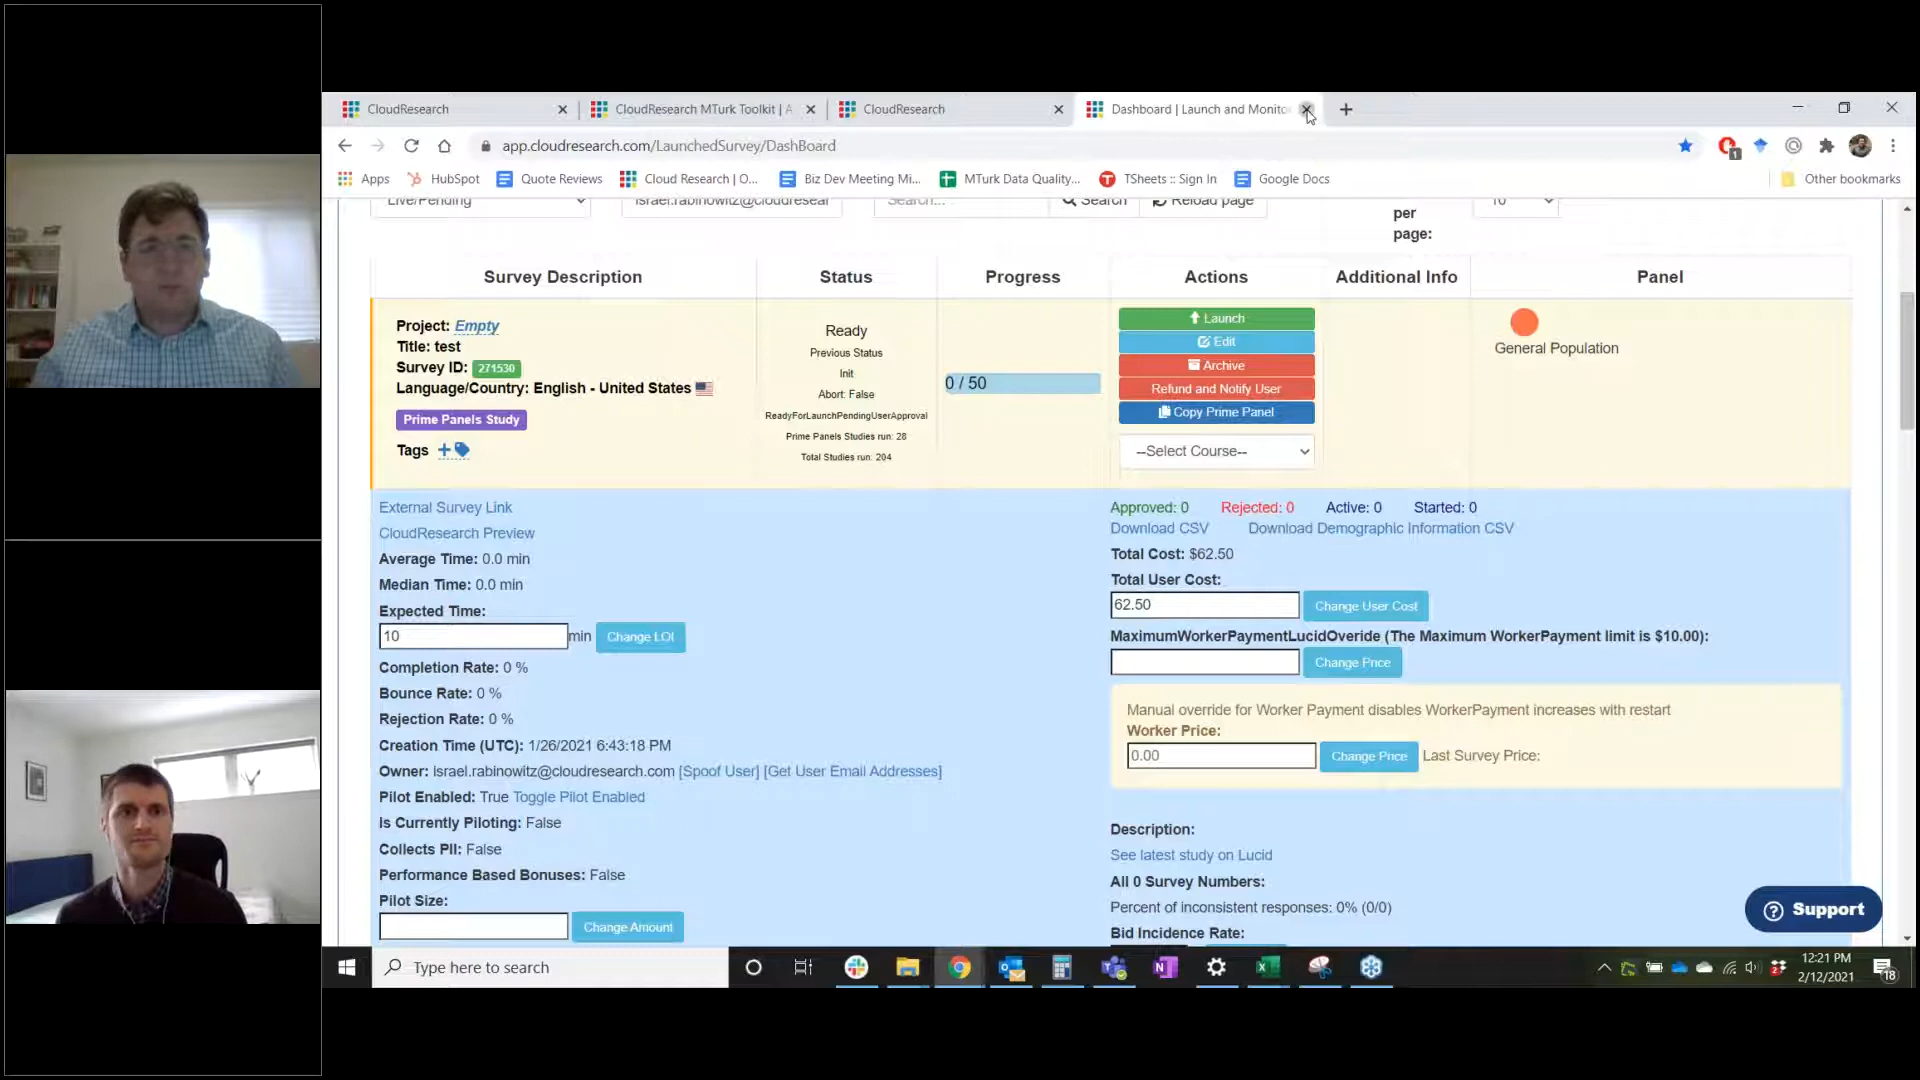 CloudResearch
CloudResearch MTurk Toolkit | A
CloudResearch
Dashboard | Launch and Monito
app.cloudresearch.com/LaunchedSurvey/DashBoard
1
Apps
HubSpot
Quote Reviews
Cloud Research | O...
Biz Dev Meeting Mi...
MTurk Data Quality...
TSheets :: Sign In
Google Docs
Other bookmarks
Live/Pending
israel.rabinowitz@cloudresear
Search...
Search
Reload page
per
page:
10
Survey Description
Status
Progress
Actions
Additional Info
Panel
Project: Empty
Title: test
Survey ID: 271530
Language/Country: English - United States
Prime Panels Study
Tags
Ready
Previous Status
Init
Abort: False
ReadyForLaunchPendingUserApproval
Prime Panels Studies run: 28
Total Studies run: 204
0 / 50
Launch
Edit
Archive
Refund and Notify User
Copy Prime Panel
--Select Course--
General Population
External Survey Link
CloudResearch Preview
Average Time: 0.0 min
Median Time: 0.0 min
Expected Time:
10 min Change LOI
Completion Rate: 0 %
Bounce Rate: 0 %
Rejection Rate: 0 %
Creation Time (UTC): 1/26/2021 6:43:18 PM
Owner: israel.rabinowitz@cloudresearch.com [Spoof User] [Get User Email Addresses]
Pilot Enabled: True Toggle Pilot Enabled
Is Currently Piloting: False
Collects PII: False
Performance Based Bonuses: False
Pilot Size:
Change Amount
Approved: 0 Rejected: 0 Active: 0 Started: 0
Download CSV Download Demographic Information CSV
Total Cost: $62.50
Total User Cost:
62.50 Change User Cost
MaximumWorkerPaymentLucidOveride (The Maximum WorkerPayment limit is $10.00):
Change Price
Manual override for Worker Payment disables WorkerPayment increases with restart
Worker Price:
0.00 Change Price Last Survey Price:
Description:
See latest study on Lucid
All 0 Survey Numbers:
Percent of inconsistent responses: 0% (0/0)
Bid Incidence Rate:
Support
Type here to search
12:21 PM
2/12/2021
18